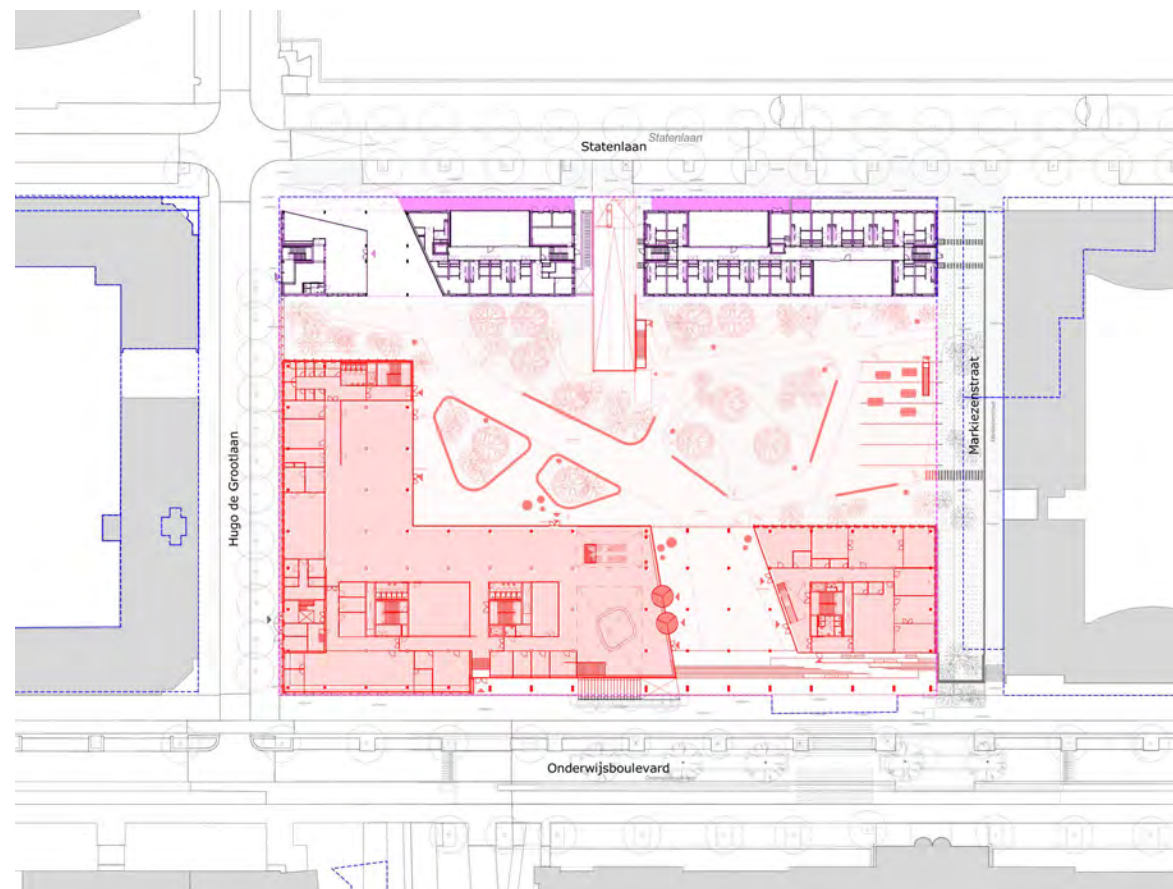 Statenlaan
Statenlaan
Hugo de Grootlaan
Markiezenstraat
Onderwijsboulevard